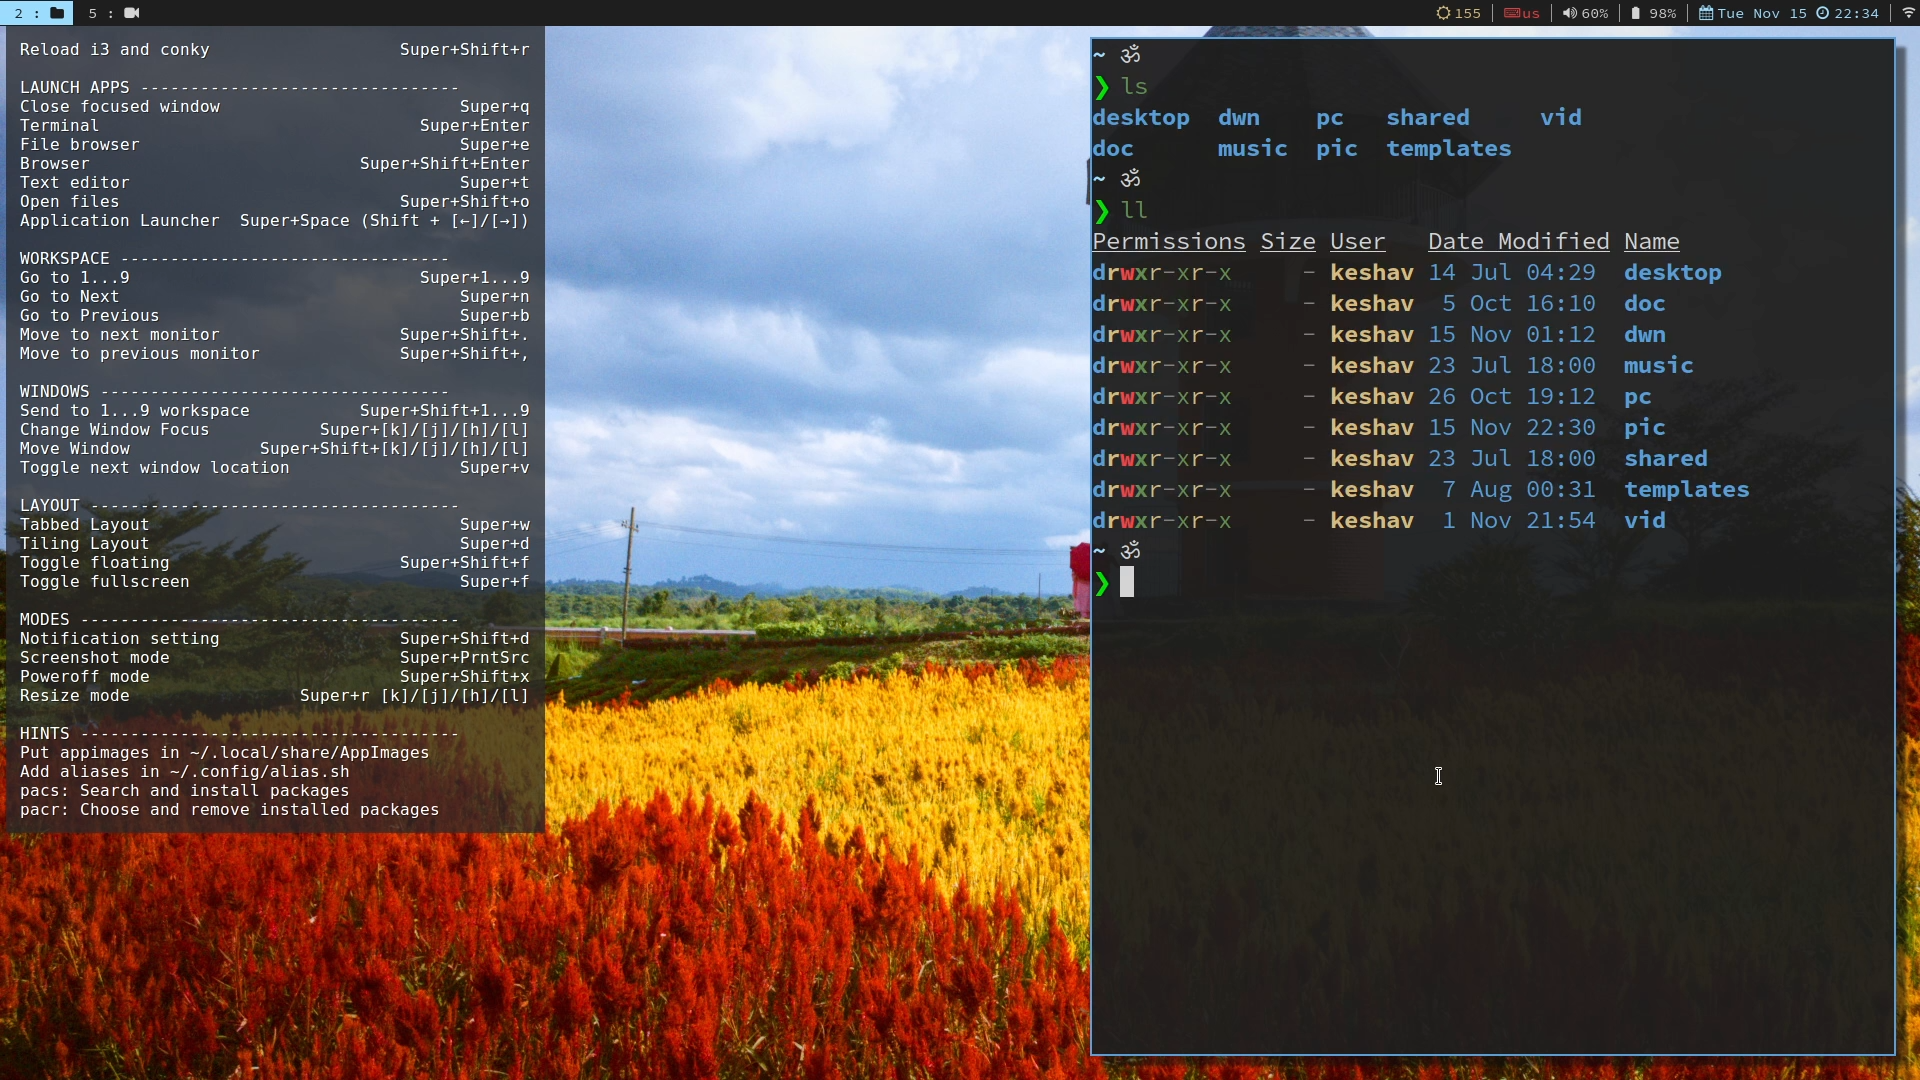 2 : 5 : 155 us 60% 98% Tue Nov 15 22:34
Reload i3 and conky Super+Shift+r
LAUNCH APPS --------------------------------
Close focused window Super+q
Terminal Super+Enter
File browser Super+e
Browser Super+Shift+Enter
Text editor Super+t
Open files Super+Shift+o
Application Launcher Super+Space (Shift + [←]/[→])
WORKSPACE ---------------------------------
Go to 1...9 Super+1...9
Go to Next Super+n
Go to Previous Super+b
Move to next monitor Super+Shift+.
Move to previous monitor Super+Shift+,
WINDOWS -----------------------------------
Send to 1...9 workspace Super+Shift+1...9
Change Window Focus Super+[k]/[j]/[h]/[l]
Move Window Super+Shift+[k]/[j]/[h]/[l]
Toggle next window location Super+v
LAYOUT -------------------------------------
Tabbed Layout Super+w
Tiling Layout Super+d
Toggle floating Super+Shift+f
Toggle fullscreen Super+f
MODES --------------------------------------
Notification setting Super+Shift+d
Screenshot mode Super+PrntSrc
Poweroff mode Super+Shift+x
Resize mode Super+r [k]/[j]/[h]/[l]
HINTS --------------------------------------
Put appimages in ~/.local/share/AppImages
Add aliases in ~/.config/alias.sh
pacs: Search and install packages
pacr: Choose and remove installed packages
~ ॐ
❯ ls
desktop dwn pc shared vid
doc music pic templates
~ ॐ
❯ ll
Permissions Size User Date Modified Name
drwxr-xr-x - keshav 14 Jul 04:29 desktop
drwxr-xr-x - keshav 5 Oct 16:10 doc
drwxr-xr-x - keshav 15 Nov 01:12 dwn
drwxr-xr-x - keshav 23 Jul 18:00 music
drwxr-xr-x - keshav 26 Oct 19:12 pc
drwxr-xr-x - keshav 15 Nov 22:30 pic
drwxr-xr-x - keshav 23 Jul 18:00 shared
drwxr-xr-x - keshav 7 Aug 00:31 templates
drwxr-xr-x - keshav 1 Nov 21:54 vid
~ ॐ
❯